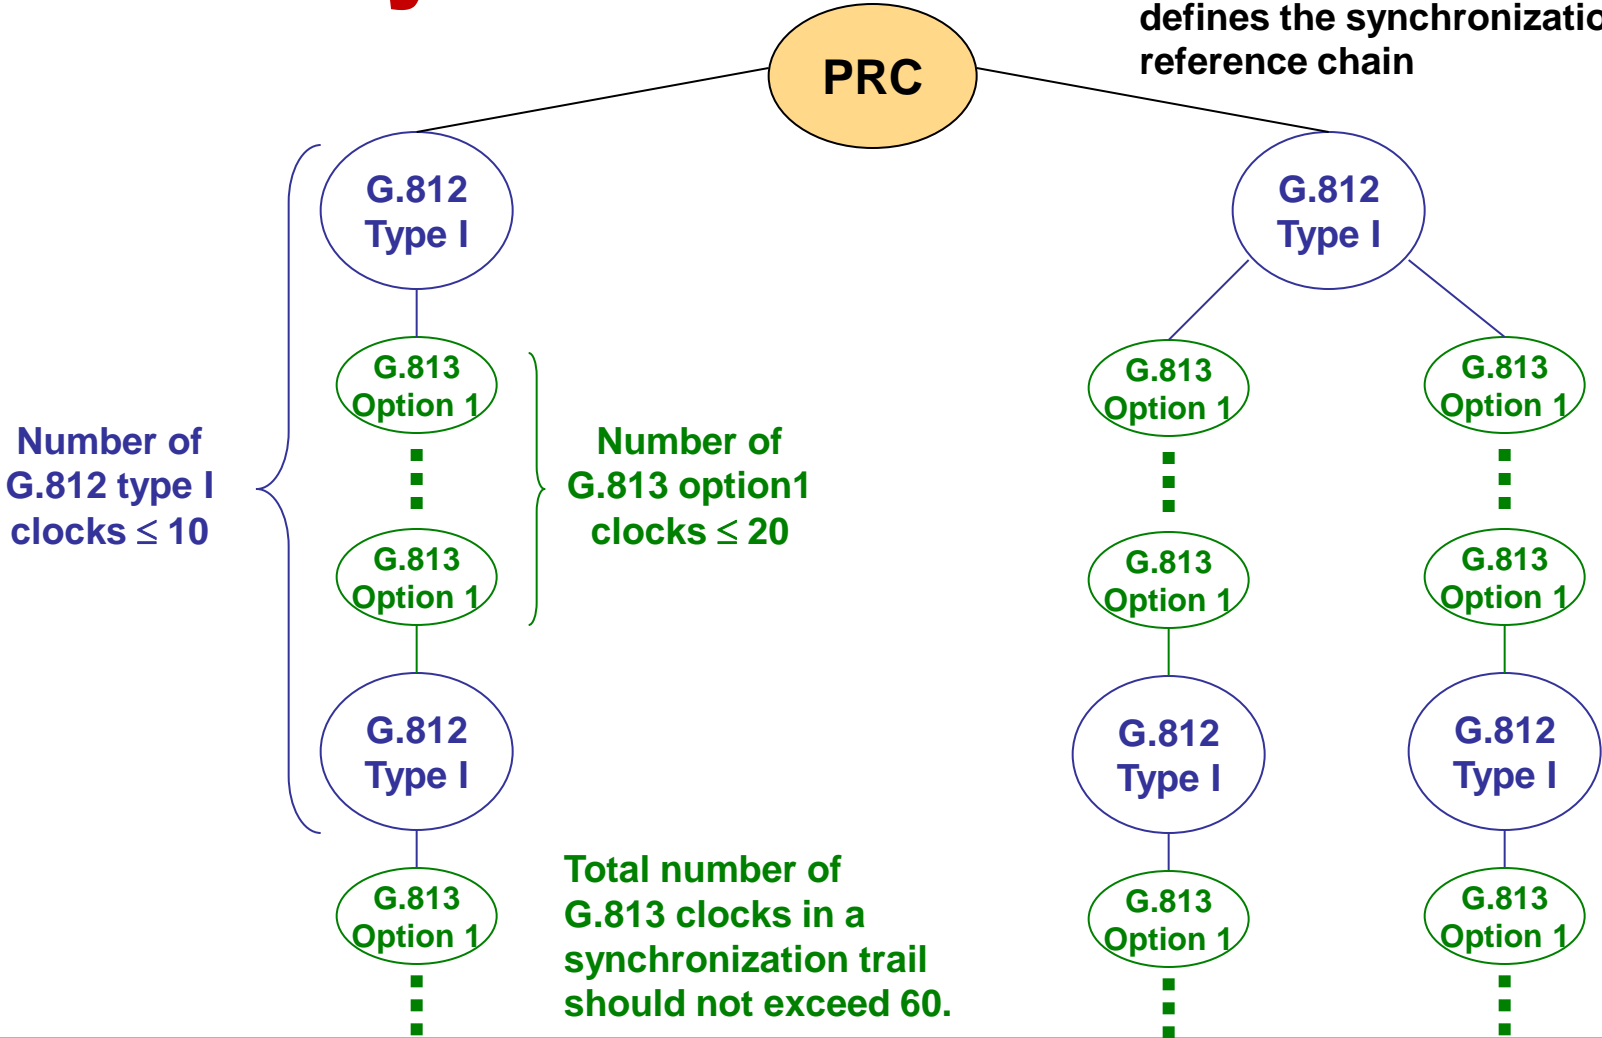 defines the synchronizatio
reference chain
PRC
G.812
Type I
G.812
Type I
G.813
Option 1
G.813
Option 1
G.813
Option 1
Number of
G.812 type I
clocks ≤ 10
Number of
G.813 option1
clocks ≤ 20
G.813
Option 1
G.813
Option 1
G.813
Option 1
G.812
Type I
G.812
Type I
G.812
Type I
Total number of
G.813 clocks in a
synchronization trail
should not exceed 60.
G.813
Option 1
G.813
Option 1
G.813
Option 1